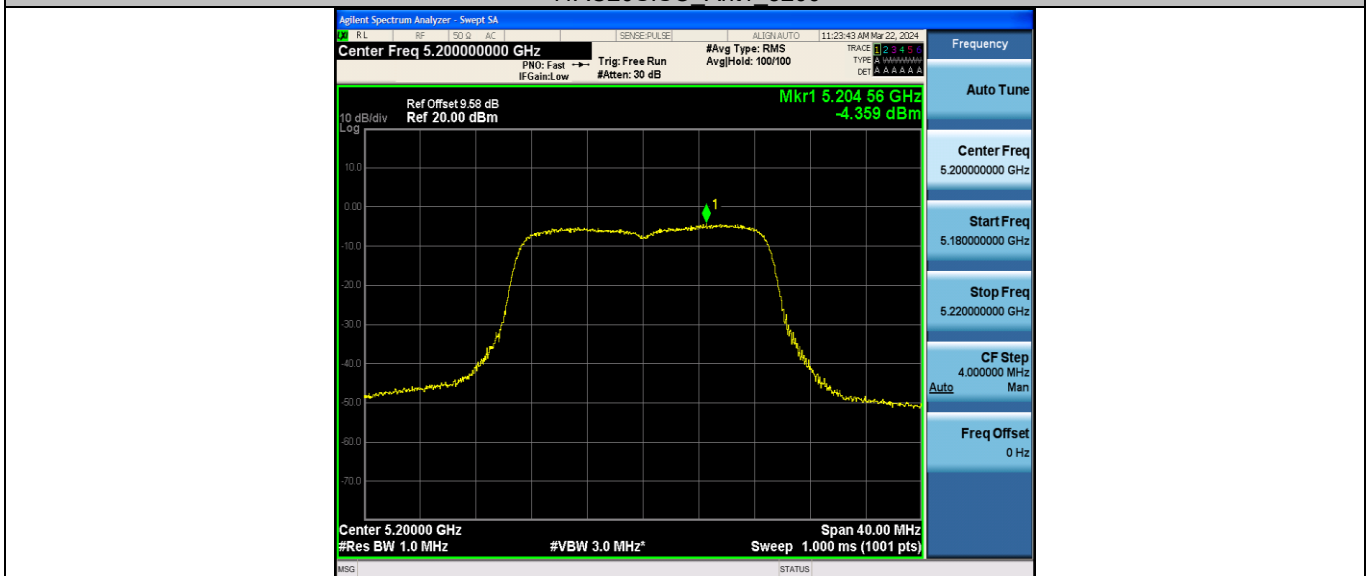 Agilent Spectrum Analyzer - Swept SA
RL RF 50 Ω AC SENSE:PULSE ALIGN AUTO 11:23:43 AM Mar 22, 2024
Center Freq 5.200000000 GHz #Avg Type: RMS TRACE 1 2 3 4 5 6
PNO: Fast Trig: Free Run Avg|Hold: 100/100 TYPE A WWWWW
IFGain:Low #Atten: 30 dB DET A A A A A A
Mkr1 5.204 56 GHz
Ref Offset 9.58 dB
10 dB/div Ref 20.00 dBm -4.359 dBm
Log
10.0
0.00
1
-10.0
-20.0
-30.0
-40.0
-50.0
-60.0
-70.0
Center 5.20000 GHz Span 40.00 MHz
#Res BW 1.0 MHz #VBW 3.0 MHz* Sweep 1.000 ms (1001 pts)
MSG STATUS
Frequency
Auto Tune
Center Freq
5.200000000 GHz
Start Freq
5.180000000 GHz
Stop Freq
5.220000000 GHz
CF Step
4.000000 MHz
Auto Man
Freq Offset
0 Hz